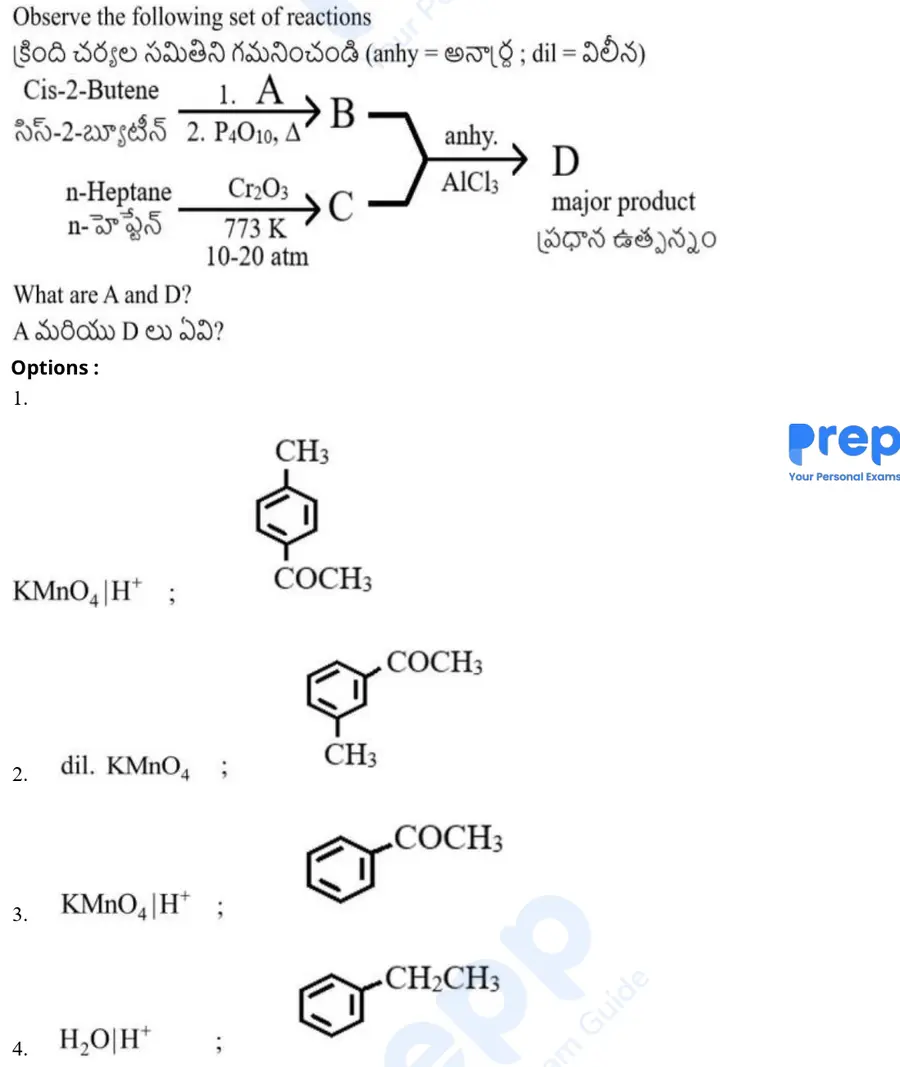 Observe the following set of reactions
క్రింది చర్యల సమితిని గమనించండి (anhy = అనార్ద్ర ; dil = విలీన)
Cis-2-Butene
సిస్-2-బ్యూటీన్
1. A
2. P₄O₁₀, Δ
B
n-Heptane
n-హెప్టేన్
Cr₂O₃
773 K
10-20 atm
C
anhy.
AlCl₃
D
major product
ప్రధాన ఉత్పన్నం
What are A and D?
A మరియు D లు ఏవి?
Options :
1.
CH₃
COCH₃
KMnO₄|H⁺ ;
prep
Your Personal Exams
COCH₃
CH₃
2. dil. KMnO₄ ;
COCH₃
3. KMnO₄|H⁺ ;
CH₂CH₃
4. H₂O|H⁺ ;